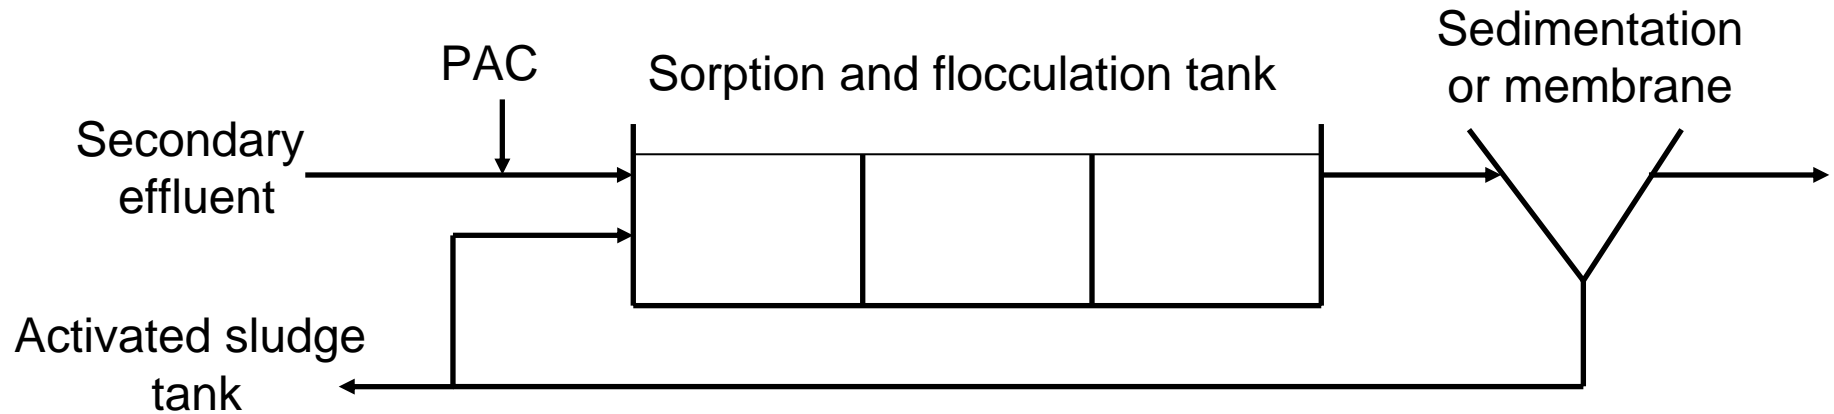 PAC
Sorption and flocculation tank
Sedimentation
or membrane
Secondary
effluent
Activated sludge
tank